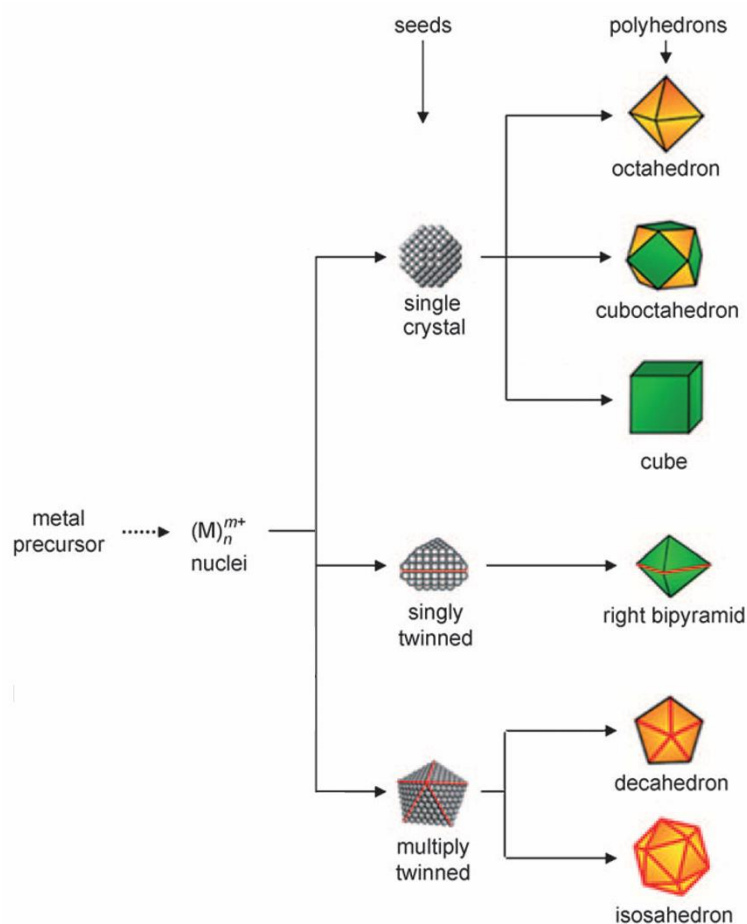 seeds
polyhedrons
octahedron
single
crystal
cuboctahedron
cube
metal
precursor
(M)ₙᵐ⁺
nuclei
singly
twinned
right bipyramid
decahedron
multiply
twinned
isosahedron